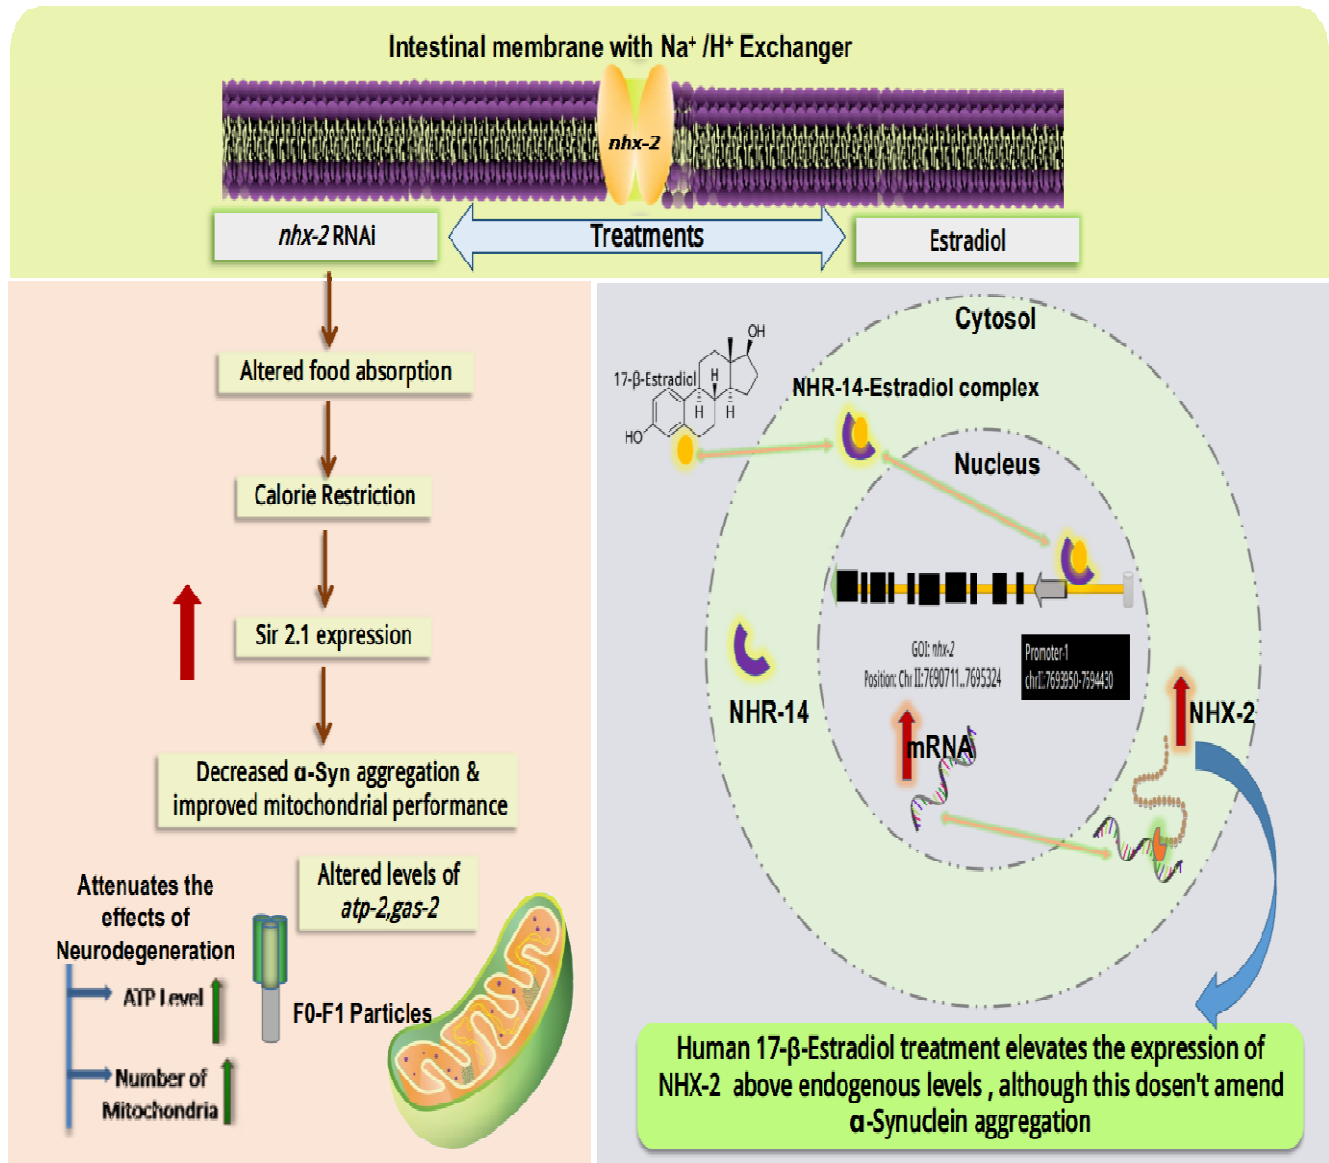 Intestinal membrane with Na⁺ /H⁺ Exchanger
nhx-2
nhx-2 RNAi
Treatments
Estradiol
Altered food absorption
Calorie Restriction
Sir 2.1 expression
Decreased α-Syn aggregation &
improved mitochondrial performance
Attenuates the
effects of
Neurodegeneration
ATP Level
Number of
Mitochondria
Altered levels of
atp-2,gas-2
F0-F1 Particles
Cytosol
OH
17-β-Estradiol
H
H
H
HO
NHR-14-Estradiol complex
Nucleus
GOI: nhx-2
Position: Chr II:7690711..7695324
Promoter-1
chrII:7693950-7694430
NHR-14
mRNA
NHX-2
Human 17-β-Estradiol treatment elevates the expression of
NHX-2 above endogenous levels , although this dosen't amend
α-Synuclein aggregation